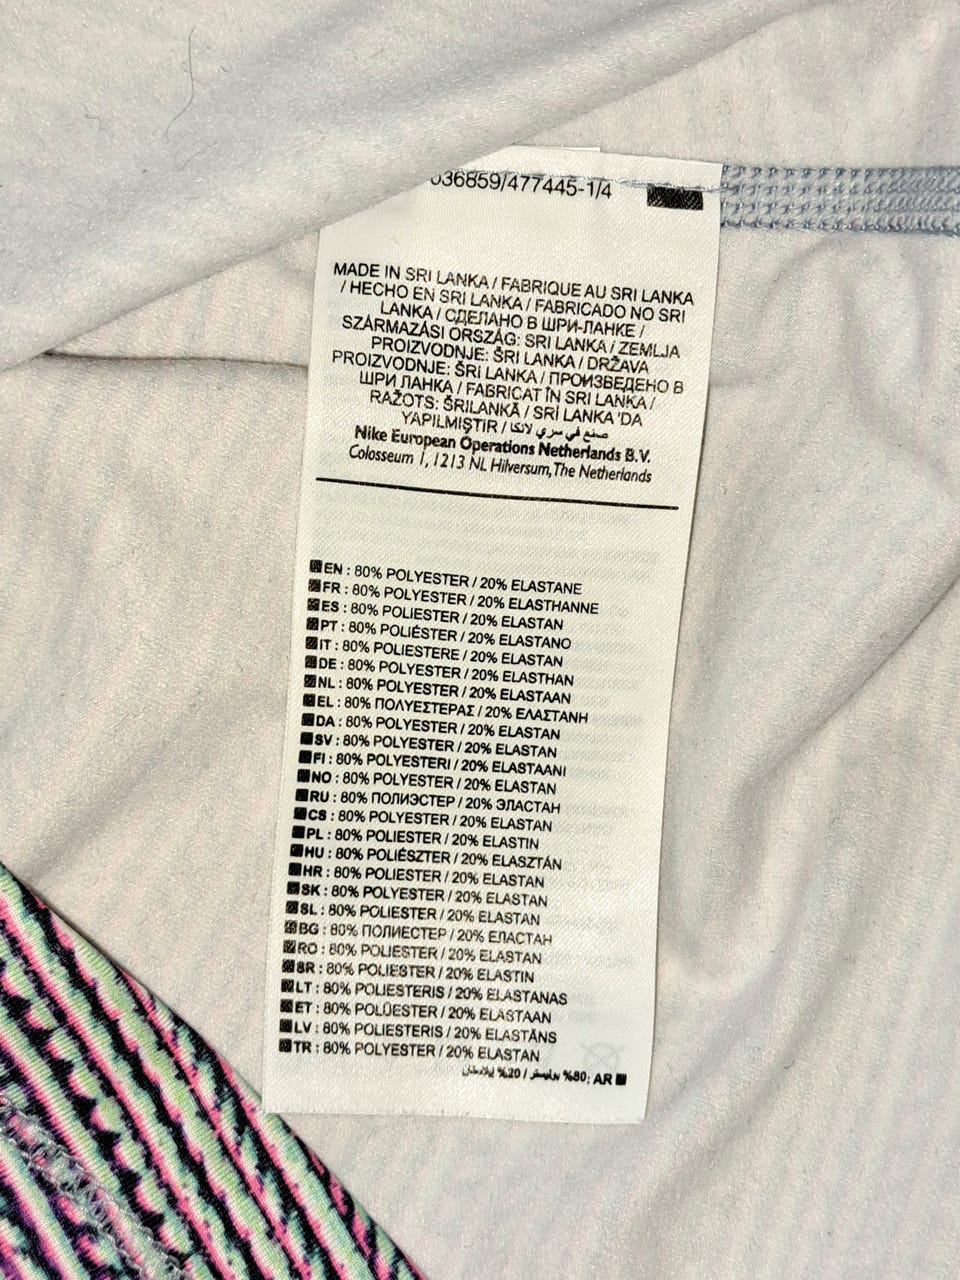 036859/477445-1/4
MADE IN SRI LANKA / FABRIQUE AU SRI LANKA
/ HECHO EN SRI LANKA / FABRICADO NO SRI
LANKA / СДЕЛАНО В ШРИ-ЛАНКЕ /
SZÁRMAZÁSI ORSZÁG: SRI LANKA / ZEMLJA
PROIZVODNJE: ŠRI LANKA / DRŽAVA
PROIZVODNJE: ŠRI LANKA / ПРОИЗВЕДЕНО В
ШРИ ЛАНКА / FABRICAT ÎN SRI LANKA /
RAŽOTS: ŠRILANKĀ / SRİ LANKA 'DA
YAPILMIŞTIR / صنع في سري لانكا
Nike European Operations Netherlands B.V.
Colosseum 1, 1213 NL Hilversum, The Netherlands
EN : 80% POLYESTER / 20% ELASTANE
FR : 80% POLYESTER / 20% ELASTHANNE
ES : 80% POLIESTER / 20% ELASTAN
PT : 80% POLIÉSTER / 20% ELASTANO
IT : 80% POLIESTERE / 20% ELASTAN
DE : 80% POLYESTER / 20% ELASTHAN
NL : 80% POLYESTER / 20% ELASTAAN
EL : 80% ΠΟΛΥΕΣΤΕΡΑΣ / 20% ΕΛΑΣΤΑΝΗ
DA : 80% POLYESTER / 20% ELASTAN
SV : 80% POLYESTER / 20% ELASTAN
FI : 80% POLYESTERI / 20% ELASTAANI
NO : 80% POLYESTER / 20% ELASTAN
RU : 80% ПОЛИЭСТЕР / 20% ЭЛАСТАН
CS : 80% POLYESTER / 20% ELASTAN
PL : 80% POLIESTER / 20% ELASTIN
HU : 80% POLIÉSZTER / 20% ELASZTÁN
HR : 80% POLIESTER / 20% ELASTAN
SK : 80% POLYESTER / 20% ELASTAN
SL : 80% POLIESTER / 20% ELASTAN
BG : 80% ПОЛИЕСТЕР / 20% ЕЛАСТАН
RO : 80% POLIESTER / 20% ELASTAN
SR : 80% POLIESTER / 20% ELASTIN
LT : 80% POLIESTERIS / 20% ELASTANAS
ET : 80% POLÜESTER / 20% ELASTAAN
LV : 80% POLIESTERIS / 20% ELASTĀNS
TR : 80% POLYESTER / 20% ELASTAN
AR :80% بوليستر / 20%